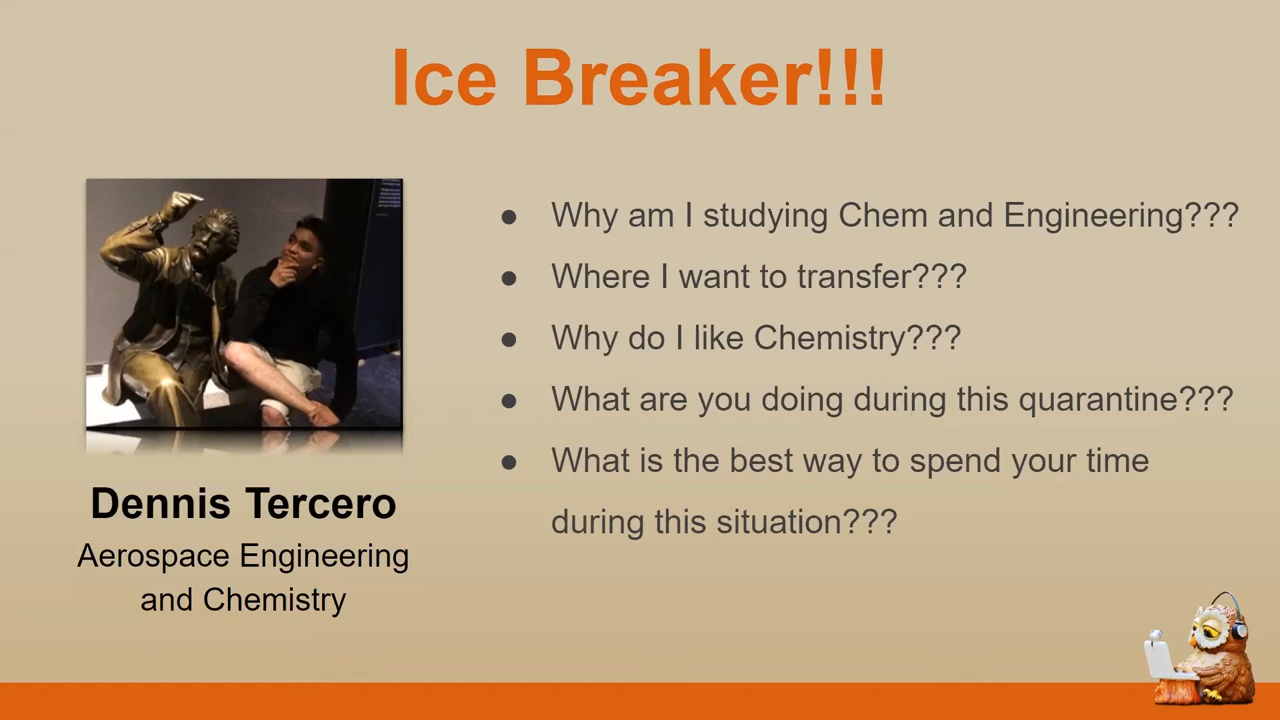 Ice Breaker!!!
● Why am I studying Chem and Engineering???
● Where I want to transfer???
● Why do I like Chemistry???
● What are you doing during this quarantine???
● What is the best way to spend your time
during this situation???
Dennis Tercero
Aerospace Engineering
and Chemistry